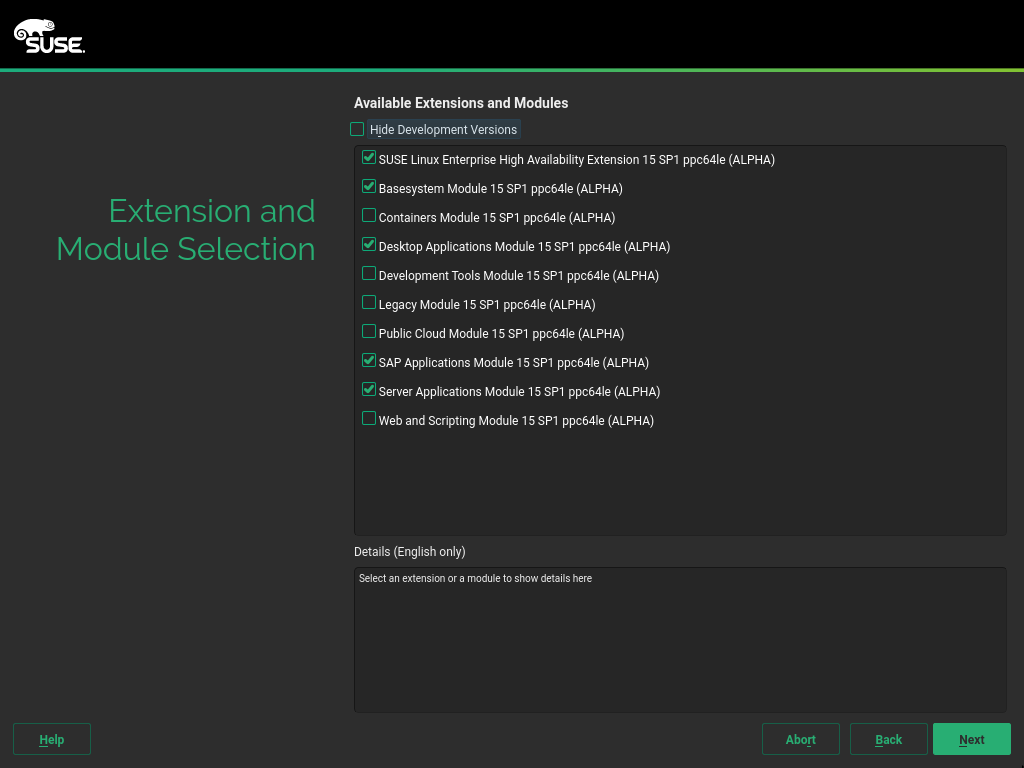 SUSE.
Available Extensions and Modules
Hide Development Versions
SUSE Linux Enterprise High Availability Extension 15 SP1 ppc64le (ALPHA)
Basesystem Module 15 SP1 ppc64le (ALPHA)
Containers Module 15 SP1 ppc64le (ALPHA)
Desktop Applications Module 15 SP1 ppc64le (ALPHA)
Development Tools Module 15 SP1 ppc64le (ALPHA)
Legacy Module 15 SP1 ppc64le (ALPHA)
Public Cloud Module 15 SP1 ppc64le (ALPHA)
SAP Applications Module 15 SP1 ppc64le (ALPHA)
Server Applications Module 15 SP1 ppc64le (ALPHA)
Web and Scripting Module 15 SP1 ppc64le (ALPHA)
Extension and
Module Selection
Details (English only)
Select an extension or a module to show details here
Help
Abort
Back
Next